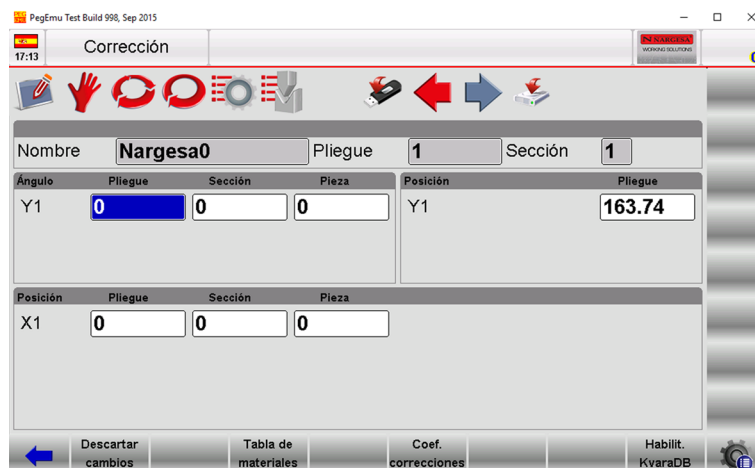 PegEmu Test Build 998, Sep 2015
17:13
Corrección
NARGESA
WORKING SOLUTIONS
Nombre Nargesa0 Pliegue 1 Sección 1
Ángulo Pliegue Sección Pieza
Y1 0 0 0
Posición Pliegue
Y1 163.74
Posición Pliegue Sección Pieza
X1 0 0 0
Descartar cambios
Tabla de materiales
Coef. correcciones
Habilit. KvaraDB